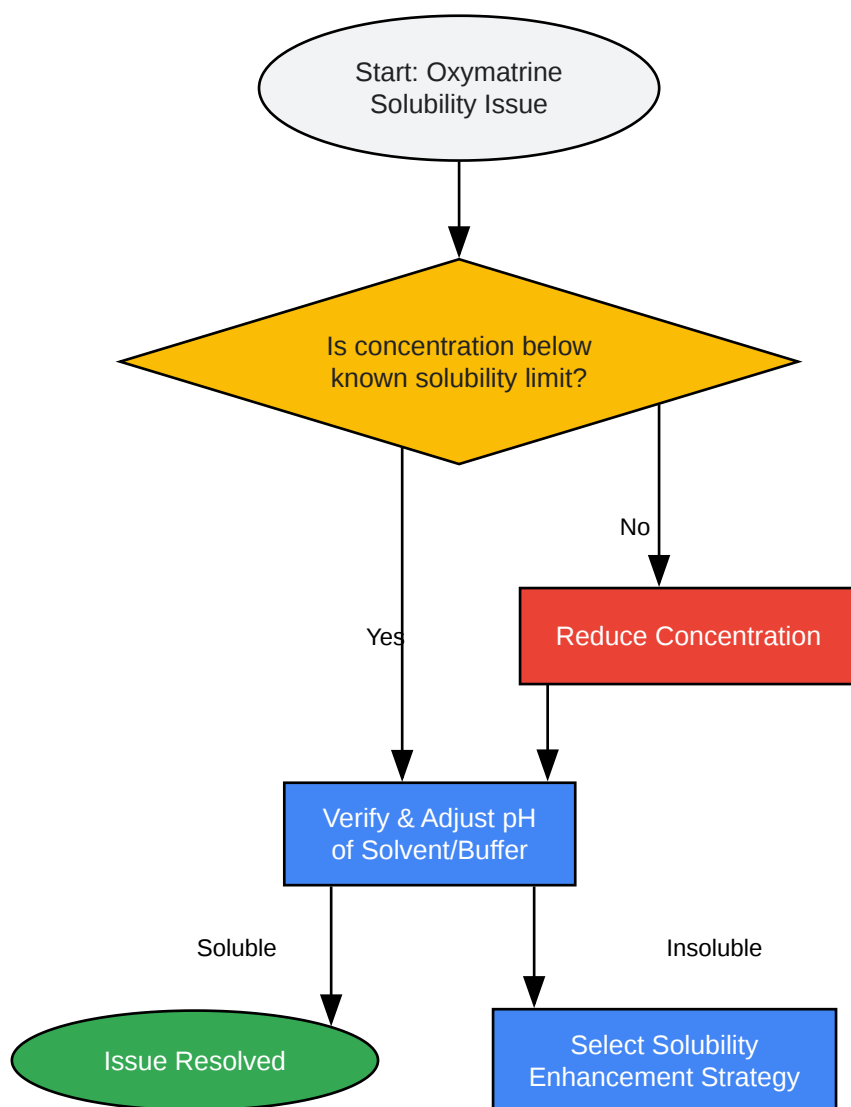 Start: Oxymatrine
Solubility Issue
Is concentration below
known solubility limit?
No
Yes
Reduce Concentration
Verify & Adjust pH
of Solvent/Buffer
Soluble
Insoluble
Issue Resolved
Select Solubility
Enhancement Strategy